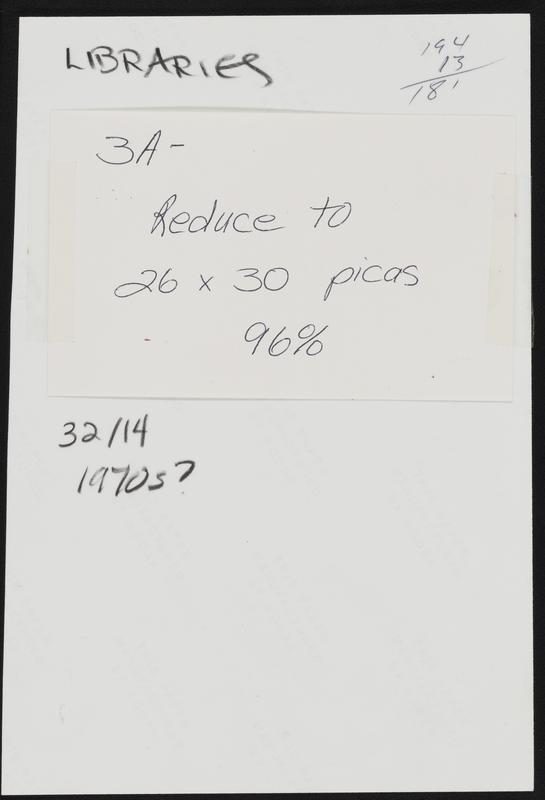 LIBRARIES
194
13
181
3A-
Reduce to
26 x 30 picas
96%
32/14
1970s?